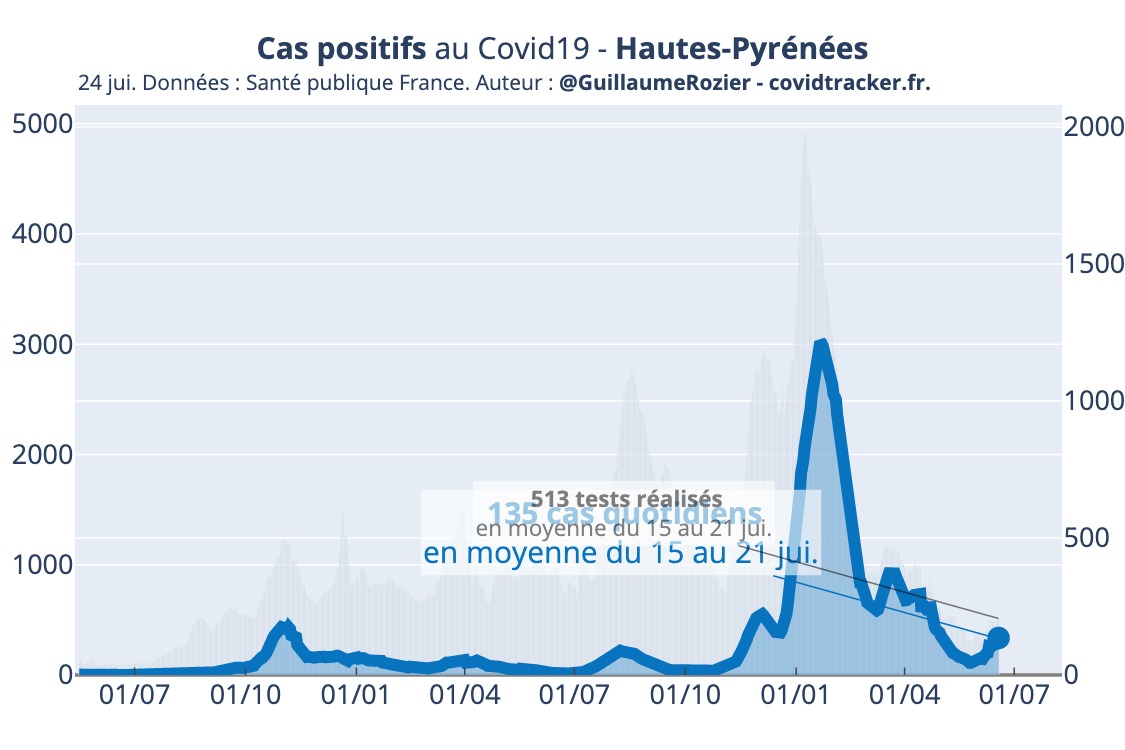 Cas positifs au Covid19 - Hautes-Pyrénées
24 jui. Données : Santé publique France. Auteur : @GuillaumeRozier - covidtracker.fr.
5000
4000
3000
2000
1000
0
2000
1500
1000
500
0
513 tests réalisés
en moyenne du 15 au 21 jui.
135 cas quotidiens
en moyenne du 15 au 21 jui.
01/07 01/10 01/01 01/04 01/07 01/10 01/01 01/04 01/07